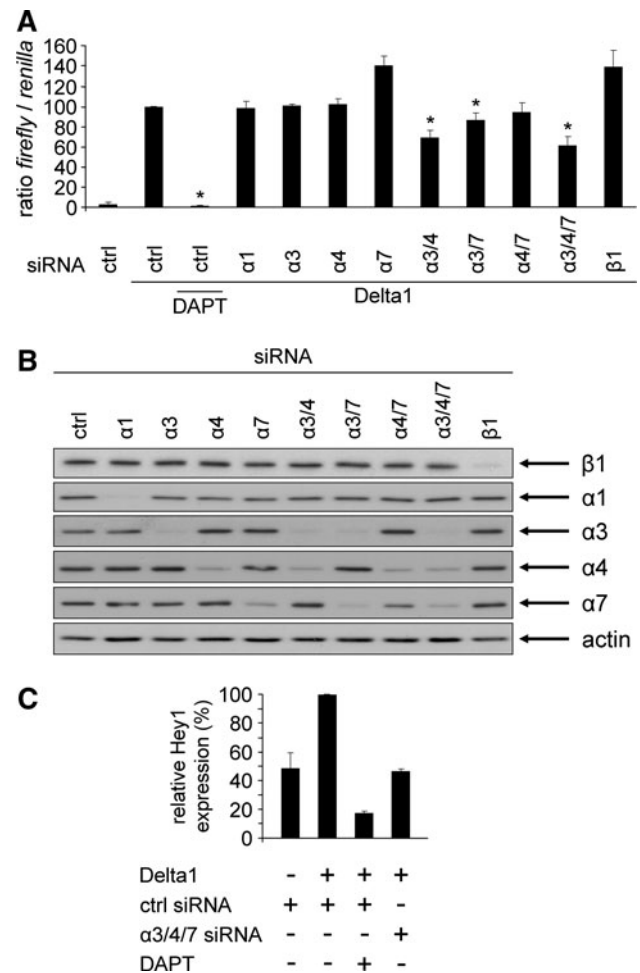 A
ratio firefly / renilla
160
140
120
100
80
60
40
20
0
* * * *
siRNA ctrl ctrl ctrl α1 α3 α4 α7 α3/4 α3/7 α4/7 α3/4/7 β1
DAPT Delta1
B
siRNA
ctrl α1 α3 α4 α7 α3/4 α3/7 α4/7 α3/4/7 β1
β1
α1
α3
α4
α7
actin
C
relative Hey1
expression (%)
100
80
60
40
20
0
Delta1 - + + +
ctrl siRNA + + + -
α3/4/7 siRNA - - - +
DAPT - - + -